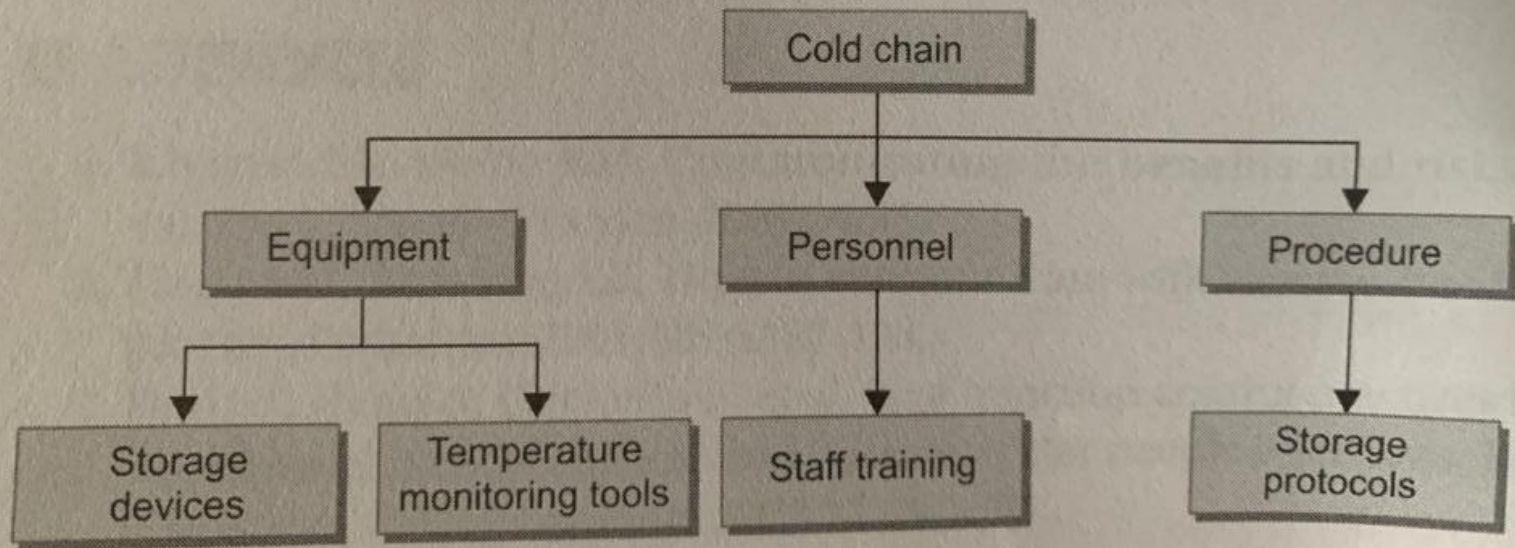 Cold chain
Equipment
Personnel
Procedure
Storage
devices
Temperature
monitoring tools
Staff training
Storage
protocols